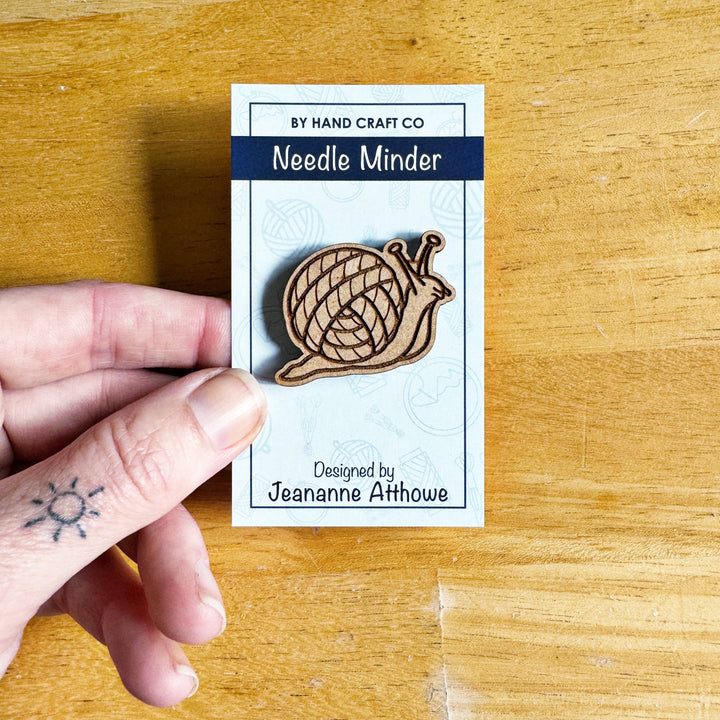 BY HAND CRAFT CO
Needle Minder
Designed by
Jeananne Atthowe